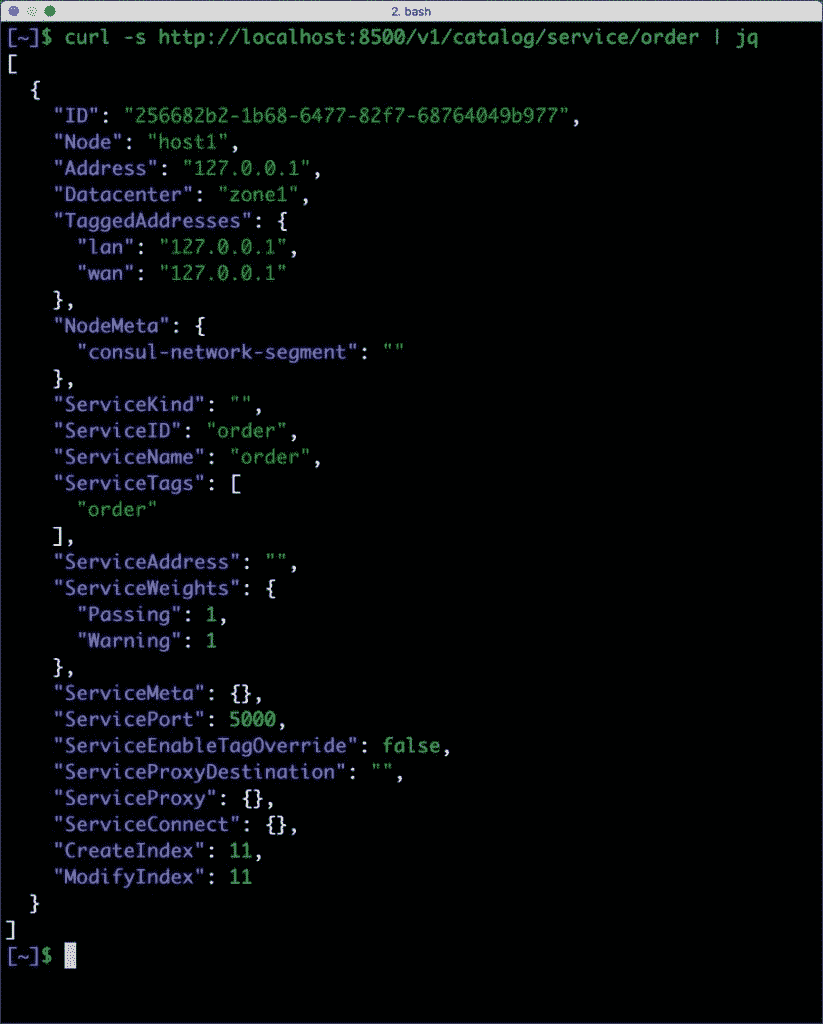 2. bash
[~]$ curl -s http://localhost:8500/v1/catalog/service/order | jq
[
  {
    "ID": "256682b2-1b68-6477-82f7-68764049b977",
    "Node": "host1",
    "Address": "127.0.0.1",
    "Datacenter": "zone1",
    "TaggedAddresses": {
      "lan": "127.0.0.1",
      "wan": "127.0.0.1"
    },
    "NodeMeta": {
      "consul-network-segment": ""
    },
    "ServiceKind": "",
    "ServiceID": "order",
    "ServiceName": "order",
    "ServiceTags": [
      "order"
    ],
    "ServiceAddress": "",
    "ServiceWeights": {
      "Passing": 1,
      "Warning": 1
    },
    "ServiceMeta": {},
    "ServicePort": 5000,
    "ServiceEnableTagOverride": false,
    "ServiceProxyDestination": "",
    "ServiceProxy": {},
    "ServiceConnect": {},
    "CreateIndex": 11,
    "ModifyIndex": 11
  }
]
[~]$